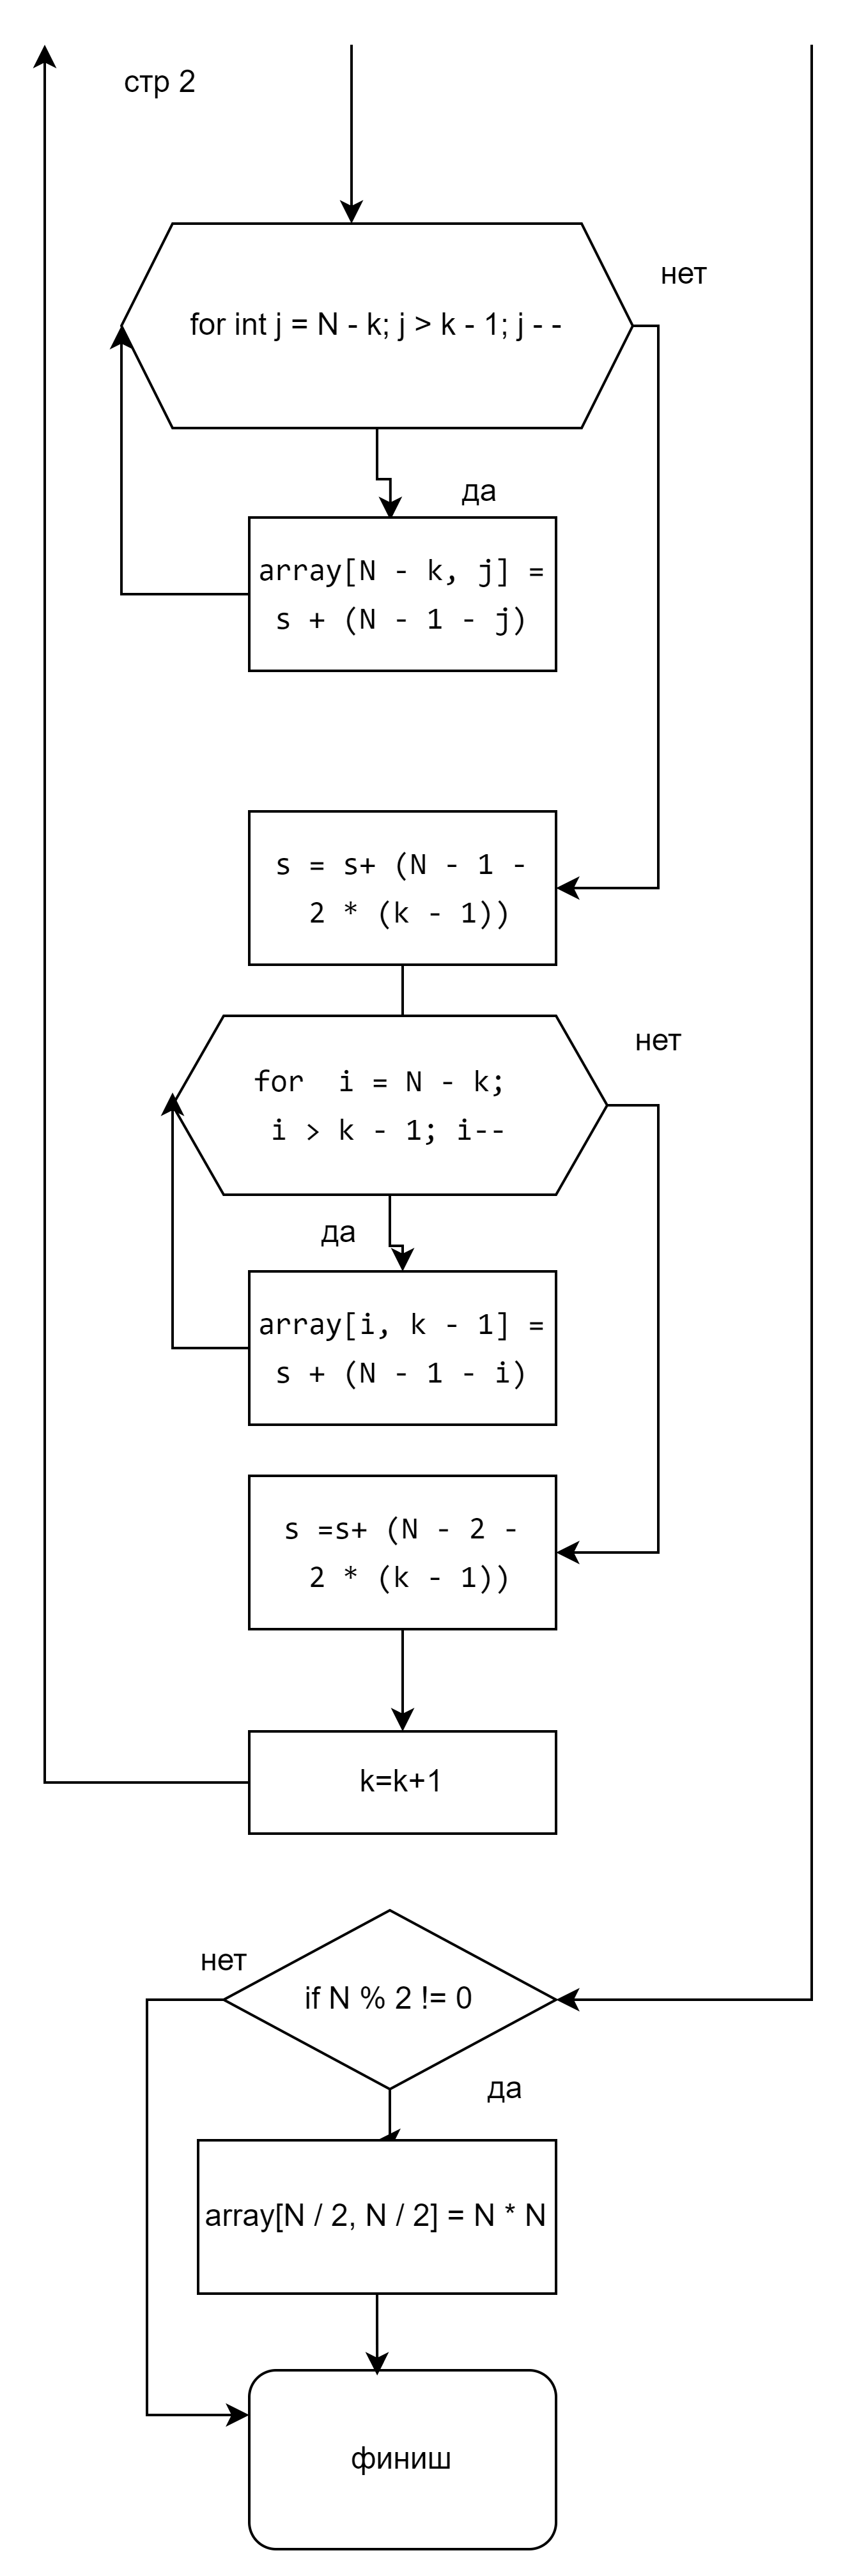 стр 2
нет
for int j = N - k; j > k - 1; j - -
да
array[N - k, j] =
s + (N - 1 - j)
s = s+ (N - 1 -
2 * (k - 1))
нет
for  i = N - k;
i > k - 1; i--
да
array[i, k - 1] =
s + (N - 1 - i)
s =s+ (N - 2 -
2 * (k - 1))
k=k+1
нет
if N % 2 != 0
да
array[N / 2, N / 2] = N * N
финиш